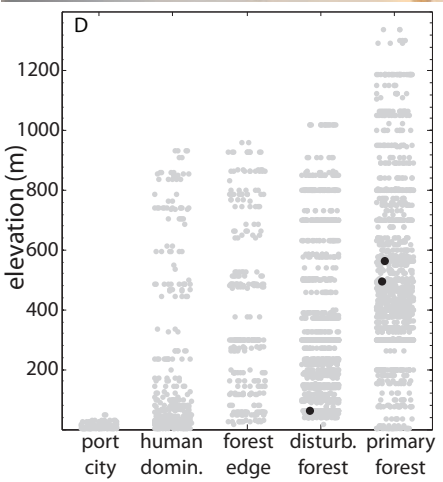 D
1200
1000
800
600
400
200
elevation (m)
port human forest disturb. primary
city domin. edge forest forest